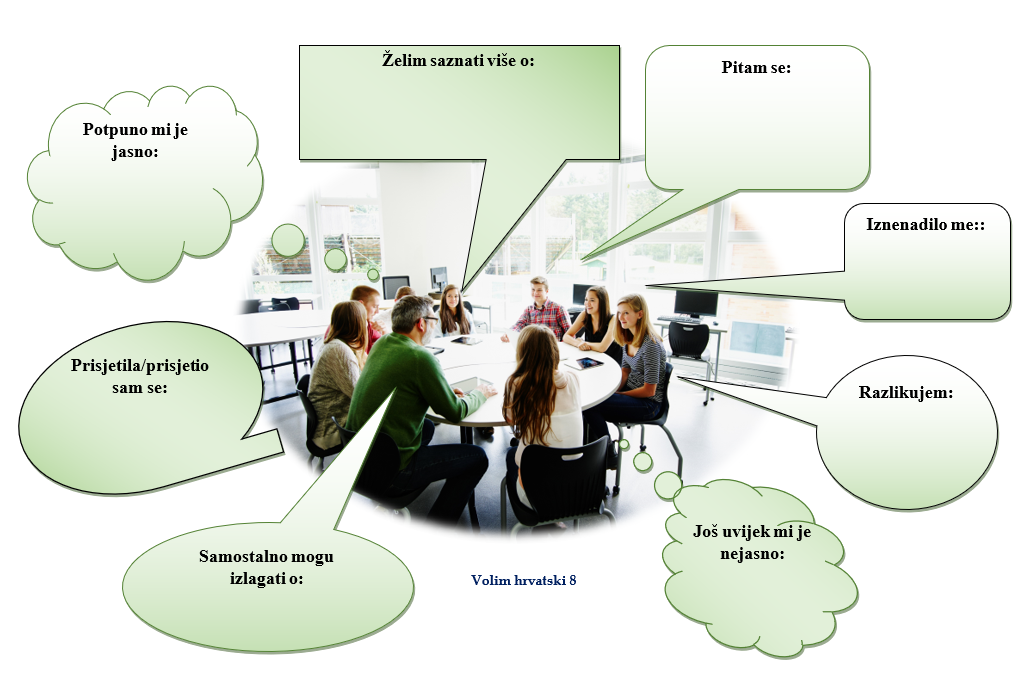 Želim saznati više o:
Pitam se:
Potpuno mi je
jasno:
Iznenadilo me::
Prisjetila/prisjetio
sam se:
Razlikujem:
Još uvijek mi je
nejasno:
Samostalno mogu
izlagati o:
Volim hrvatski 8